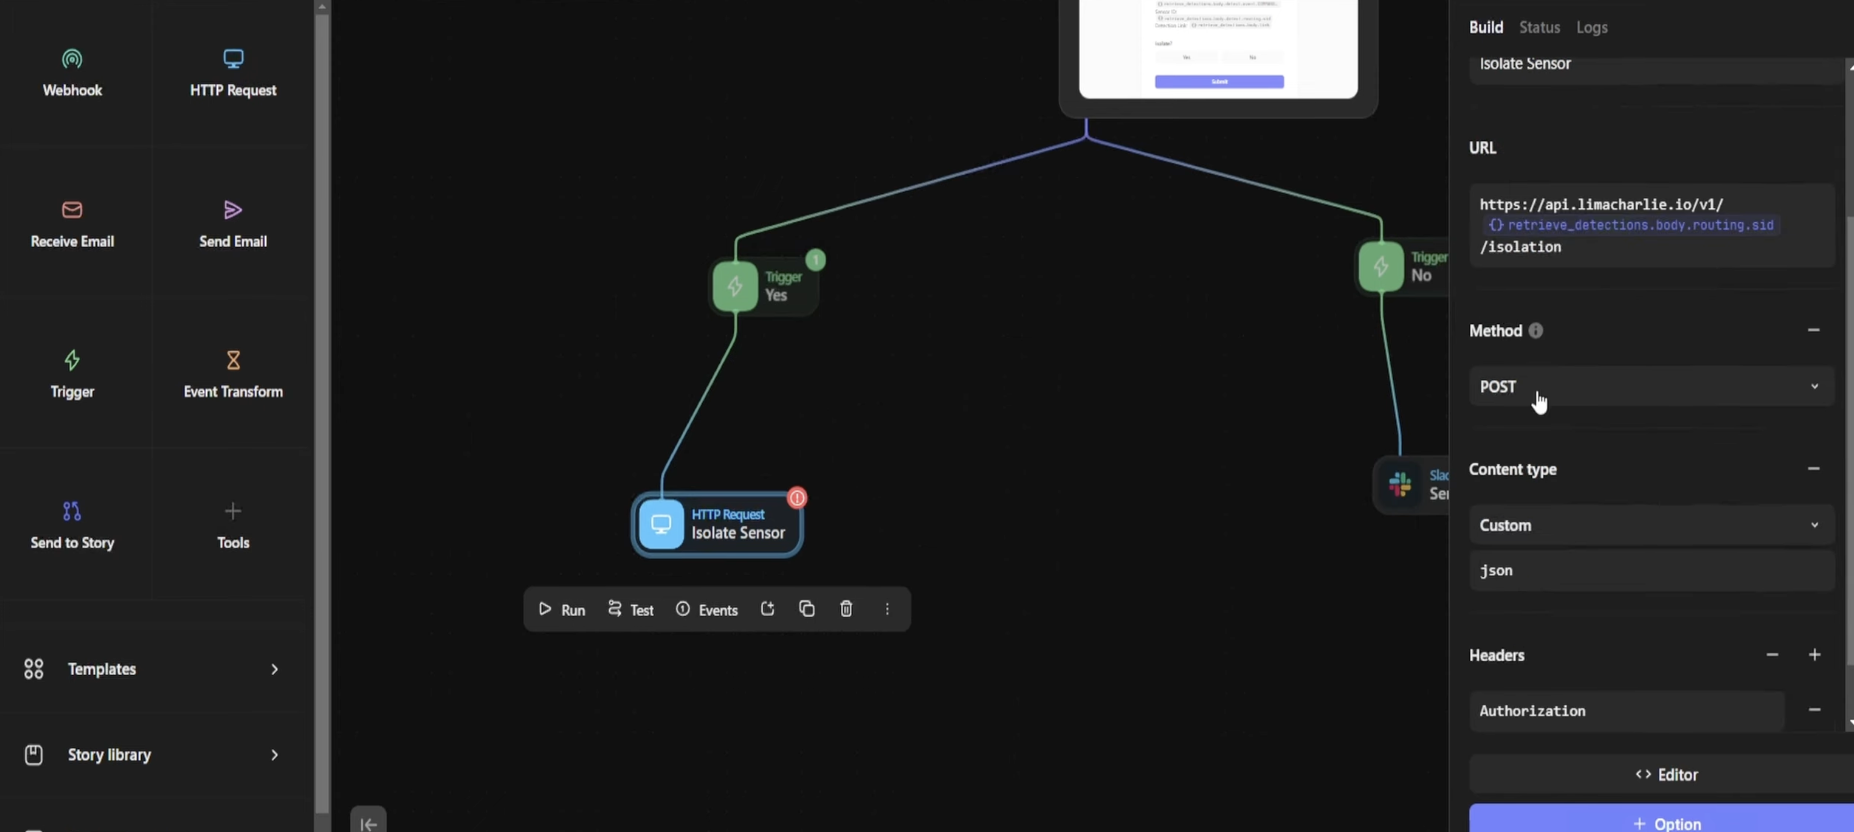 Webhook
HTTP Request
Receive Email
Send Email
Trigger
Event Transform
Send to Story
Tools
Templates
Story library
Isolate?
Yes
No
Submit
Trigger
Yes
1
Trigger
No
HTTP Request
Isolate Sensor
Run
Test
Events
Build
Status
Logs
Isolate Sensor
URL
https://api.limacharlie.io/v1/
{} retrieve_detections.body.routing.sid
/isolation
Method
POST
Content type
Custom
json
Headers
Authorization
<> Editor
+ Option